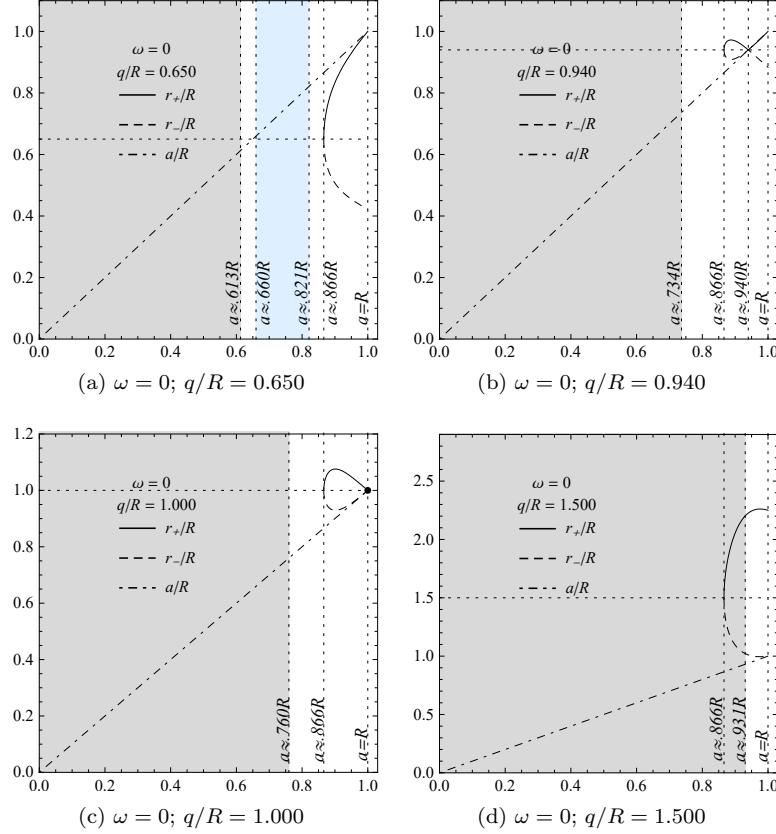 1.0
0.8
0.6
0.4
0.2
0.0
0.0 0.2 0.4 0.6 0.8 1.0
ω = 0
q/R = 0.650
r₊/R
r₋/R
a/R
a≈.613R
a≈.660R
a≈.821R
a≈.866R
a=R
(a) ω = 0; q/R = 0.650
1.0
0.8
0.6
0.4
0.2
0.0
0.0 0.2 0.4 0.6 0.8 1.0
ω = 0
q/R = 0.940
r₊/R
r₋/R
a/R
a≈.734R
a≈.866R
a≈.940R
a=R
(b) ω = 0; q/R = 0.940
1.2
1.0
0.8
0.6
0.4
0.2
0.0
0.0 0.2 0.4 0.6 0.8 1.0
ω = 0
q/R = 1.000
r₊/R
r₋/R
a/R
a≈.760R
a≈.866R
a=R
(c) ω = 0; q/R = 1.000
2.5
2.0
1.5
1.0
0.5
0.0
0.0 0.2 0.4 0.6 0.8 1.0
ω = 0
q/R = 1.500
r₊/R
r₋/R
a/R
a≈.866R
a≈.931R
a=R
(d) ω = 0; q/R = 1.500